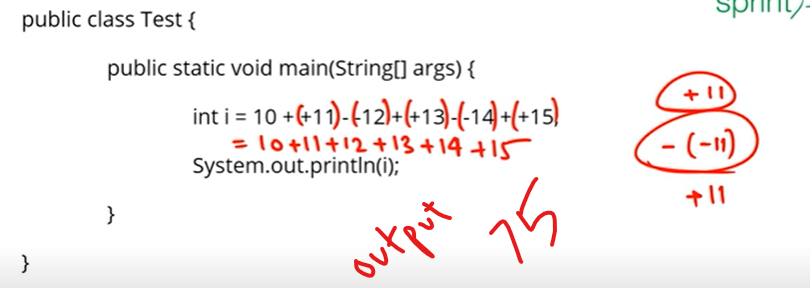 sprint
public class Test {
public static void main(String[] args) {
int i = 10 +(+11)-(-12)+(+13)-(-14)+(+15)
= 10+11+12+13+14+15
System.out.println(i);
}
}
+11
- (-11)
+11
output 75